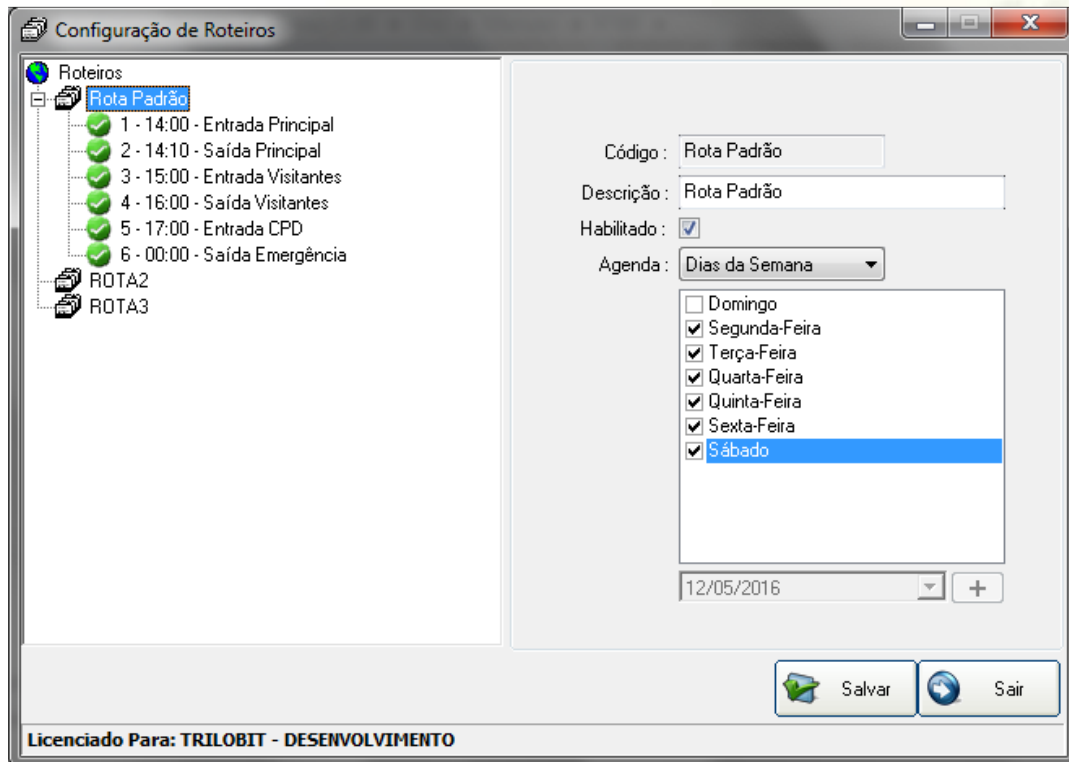 Configuração de Roteiros
Roteiros
Rota Padrão
1 - 14:00 - Entrada Principal
2 - 14:10 - Saída Principal
3 - 15:00 - Entrada Visitantes
4 - 16:00 - Saída Visitantes
5 - 17:00 - Entrada CPD
6 - 00:00 - Saída Emergência
ROTA2
ROTA3
Código : Rota Padrão
Descrição : Rota Padrão
Habilitado :
Agenda : Dias da Semana
Domingo
Segunda-Feira
Terça-Feira
Quarta-Feira
Quinta-Feira
Sexta-Feira
Sábado
12/05/2016 +
Salvar Sair
Licenciado Para: TRILOBIT - DESENVOLVIMENTO